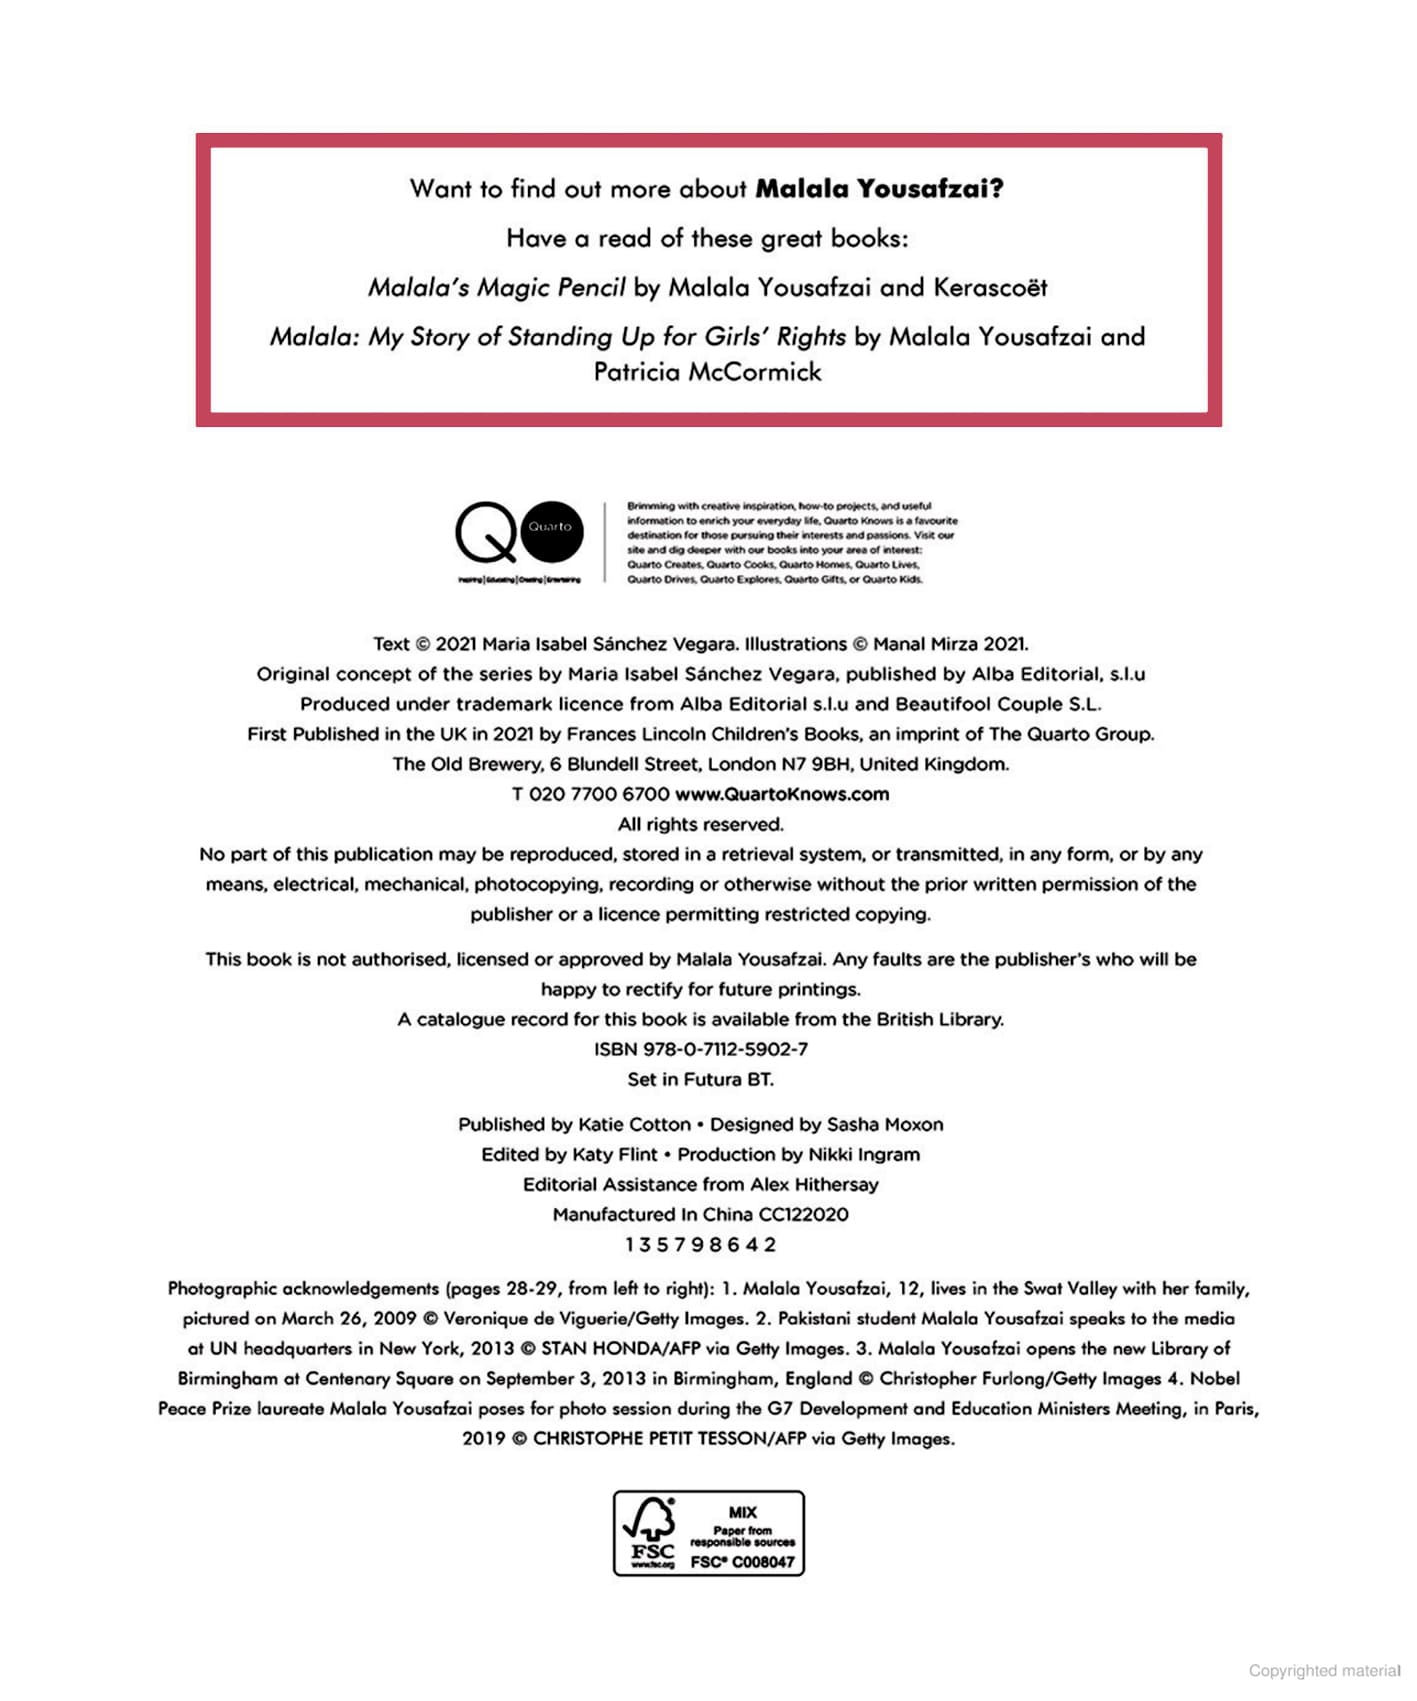 Want to find out more about Malala Yousafzai?
Have a read of these great books:
Malala’s Magic Pencil by Malala Yousafzai and Kerascoët
Malala: My Story of Standing Up for Girls’ Rights by Malala Yousafzai and
Patricia McCormick
Quarto
Inspiring | Educating | Creating | Entertaining
Brimming with creative inspiration, how-to projects, and useful
information to enrich your everyday life, Quarto Knows is a favourite
destination for those pursuing their interests and passions. Visit our
site and dig deeper with our books into your area of interest:
Quarto Creates, Quarto Cooks, Quarto Homes, Quarto Lives,
Quarto Drives, Quarto Explores, Quarto Gifts, or Quarto Kids.
Text © 2021 Maria Isabel Sánchez Vegara. Illustrations © Manal Mirza 2021.
Original concept of the series by Maria Isabel Sánchez Vegara, published by Alba Editorial, s.l.u
Produced under trademark licence from Alba Editorial s.l.u and Beautifool Couple S.L.
First Published in the UK in 2021 by Frances Lincoln Children’s Books, an imprint of The Quarto Group.
The Old Brewery, 6 Blundell Street, London N7 9BH, United Kingdom.
T 020 7700 6700 www.QuartoKnows.com
All rights reserved.
No part of this publication may be reproduced, stored in a retrieval system, or transmitted, in any form, or by any
means, electrical, mechanical, photocopying, recording or otherwise without the prior written permission of the
publisher or a licence permitting restricted copying.
This book is not authorised, licensed or approved by Malala Yousafzai. Any faults are the publisher’s who will be
happy to rectify for future printings.
A catalogue record for this book is available from the British Library.
ISBN 978-0-7112-5902-7
Set in Futura BT.
Published by Katie Cotton • Designed by Sasha Moxon
Edited by Katy Flint • Production by Nikki Ingram
Editorial Assistance from Alex Hithersay
Manufactured In China CC122020
1 3 5 7 9 8 6 4 2
Photographic acknowledgements (pages 28-29, from left to right): 1. Malala Yousafzai, 12, lives in the Swat Valley with her family,
pictured on March 26, 2009 © Veronique de Viguerie/Getty Images. 2. Pakistani student Malala Yousafzai speaks to the media
at UN headquarters in New York, 2013 © STAN HONDA/AFP via Getty Images. 3. Malala Yousafzai opens the new Library of
Birmingham at Centenary Square on September 3, 2013 in Birmingham, England © Christopher Furlong/Getty Images 4. Nobel
Peace Prize laureate Malala Yousafzai poses for photo session during the G7 Development and Education Ministers Meeting, in Paris,
2019 © CHRISTOPHE PETIT TESSON/AFP via Getty Images.
®
FSC
www.fsc.org
MIX
Paper from
responsible sources
FSC® C008047
Copyrighted material